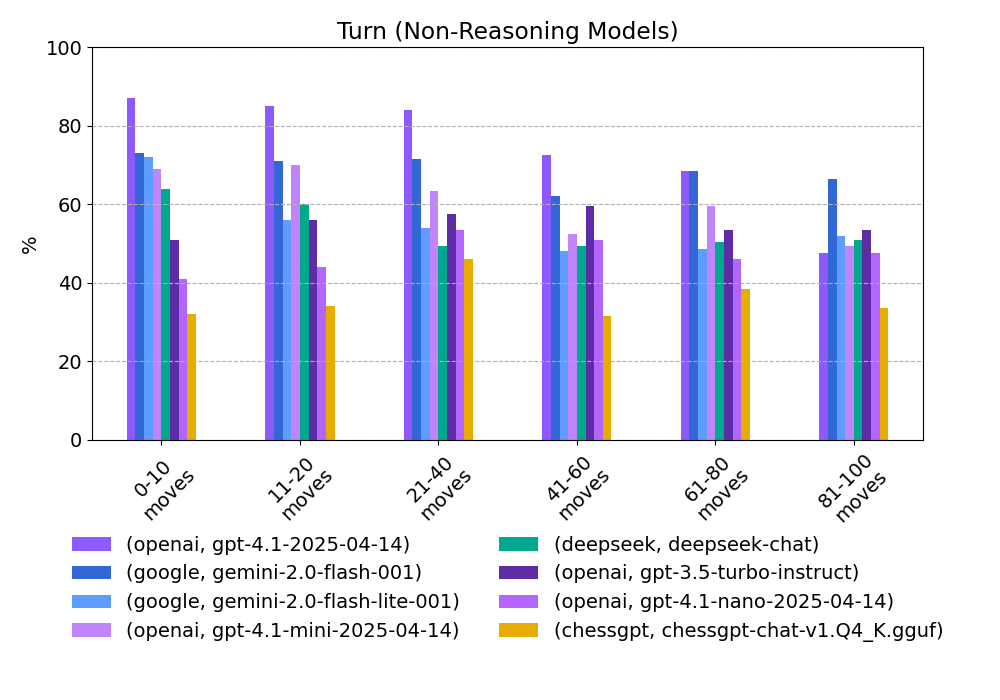 Turn (Non-Reasoning Models)
100
80
60
40
20
0
%
0-10
moves
11-20
moves
21-40
moves
41-60
moves
61-80
moves
81-100
moves
(openai, gpt-4.1-2025-04-14)
(google, gemini-2.0-flash-001)
(google, gemini-2.0-flash-lite-001)
(openai, gpt-4.1-mini-2025-04-14)
(deepseek, deepseek-chat)
(openai, gpt-3.5-turbo-instruct)
(openai, gpt-4.1-nano-2025-04-14)
(chessgpt, chessgpt-chat-v1.Q4_K.gguf)